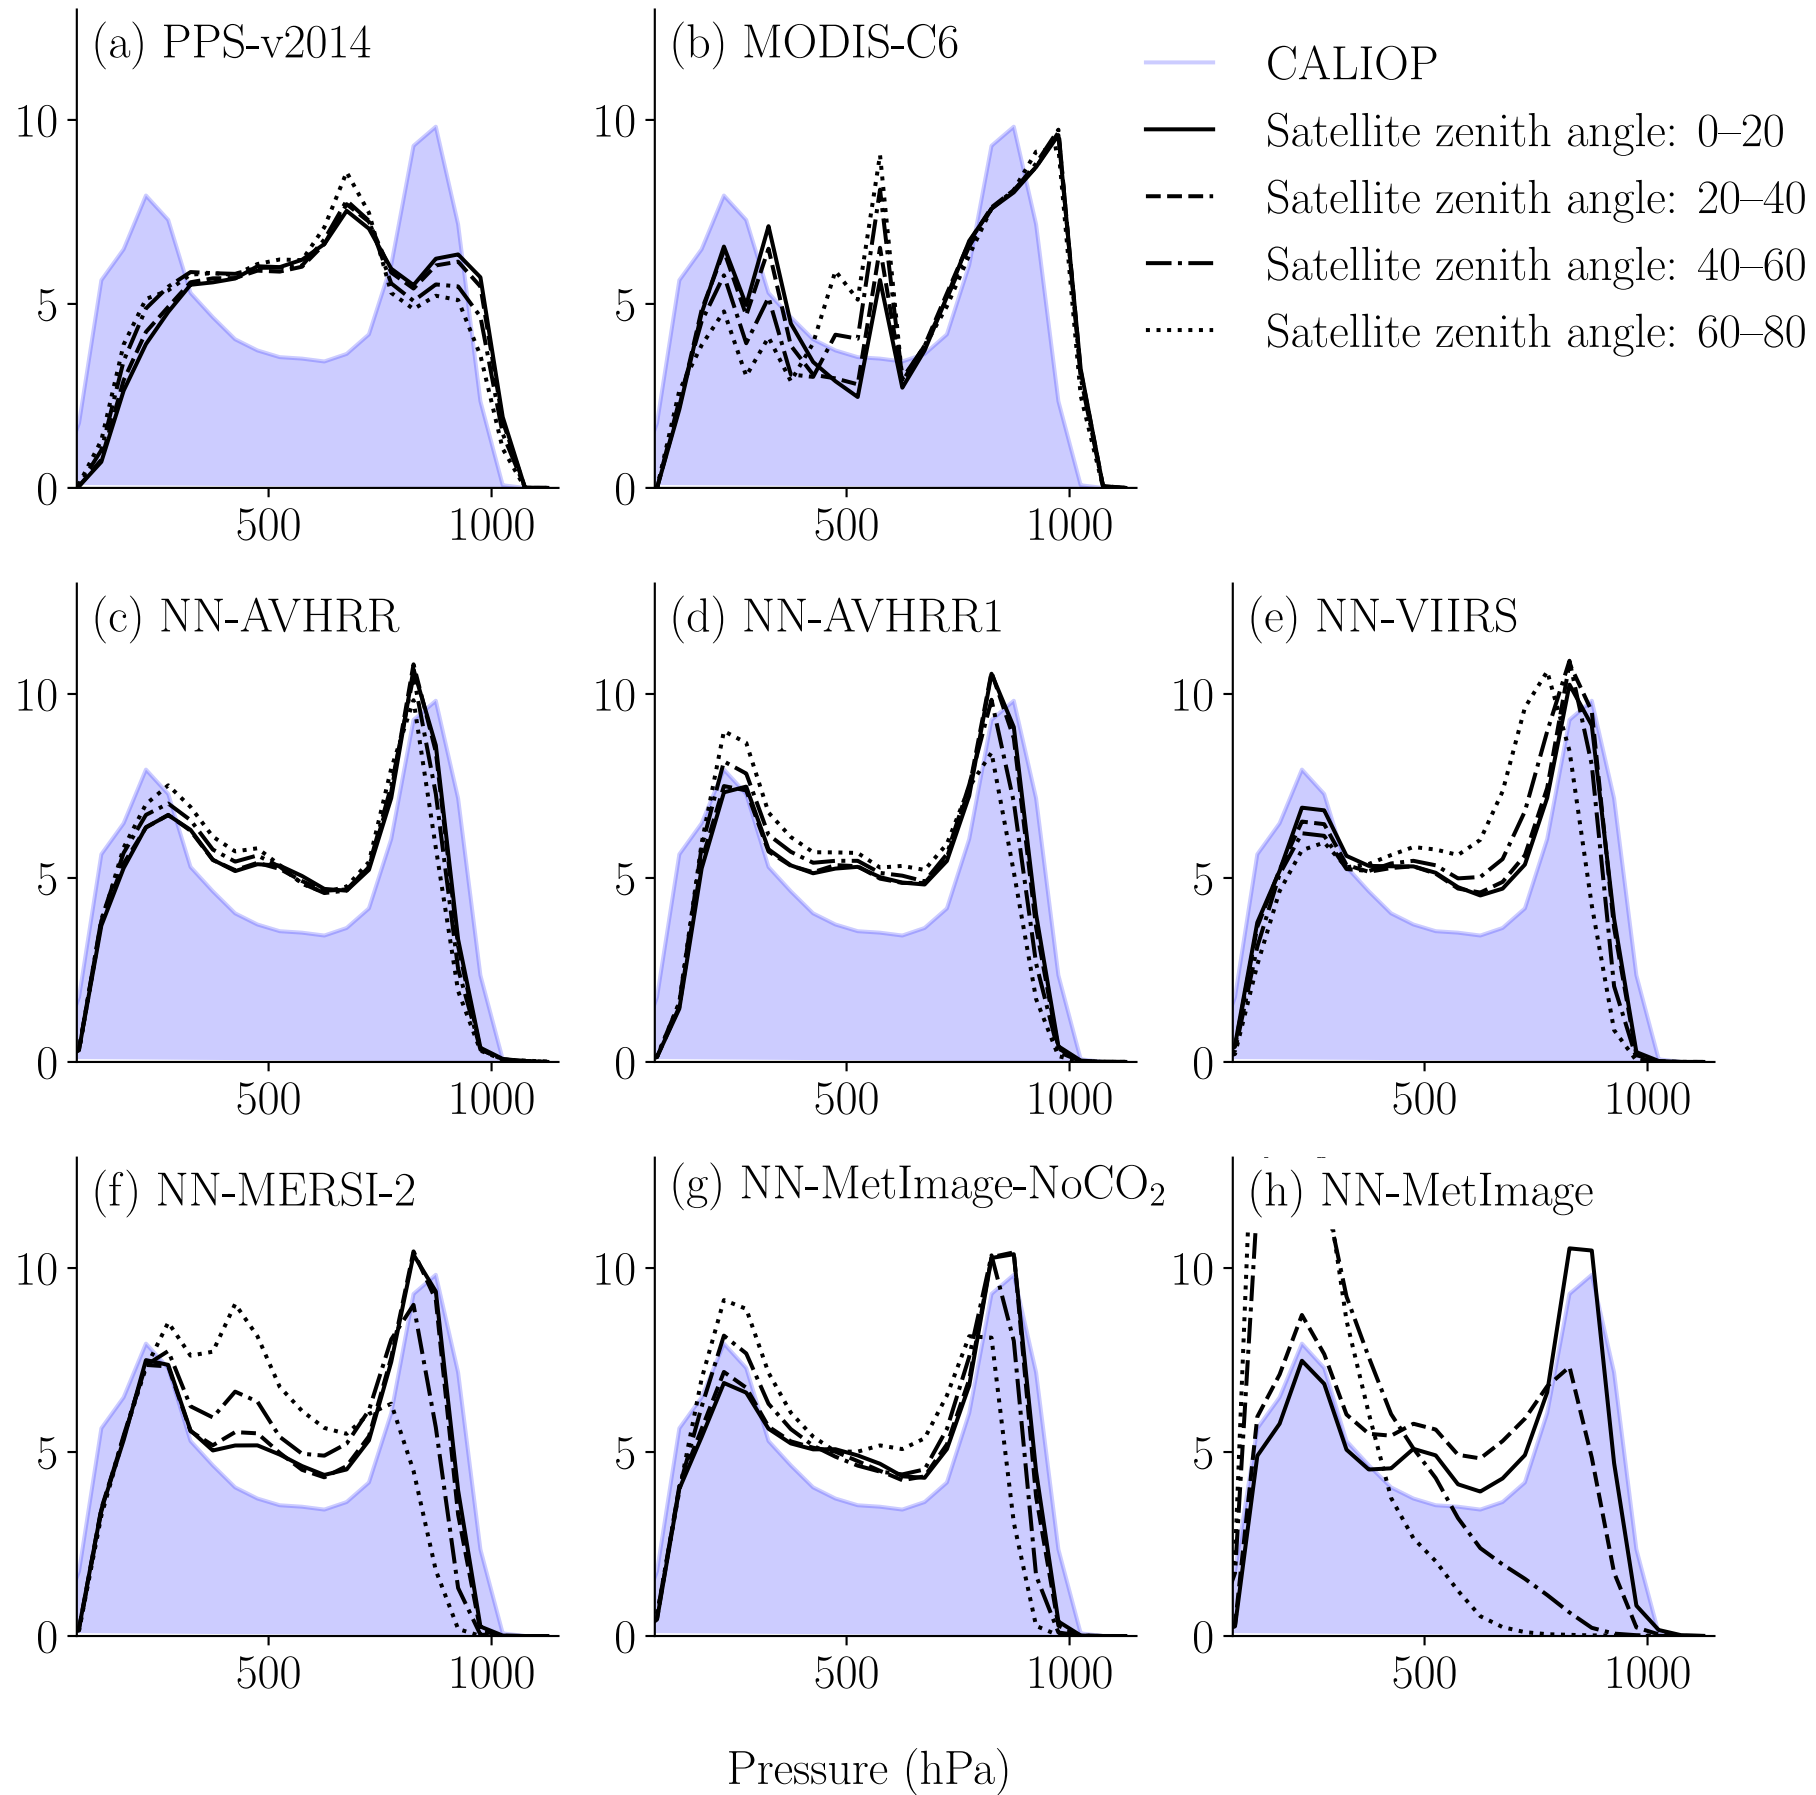 (a) PPS-v2014
(b) MODIS-C6
CALIOP
Satellite zenith angle: 0–20
Satellite zenith angle: 20–40
Satellite zenith angle: 40–60
Satellite zenith angle: 60–80
10
5
0
500 1000
10
5
0
500 1000
(c) NN-AVHRR
(d) NN-AVHRR1
(e) NN-VIIRS
10
5
0
500 1000
10
5
0
500 1000
10
5
0
500 1000
(f) NN-MERSI-2
(g) NN-MetImage-NoCO₂
(h) NN-MetImage
10
5
0
500 1000
10
5
0
500 1000
10
5
0
500 1000
Pressure (hPa)